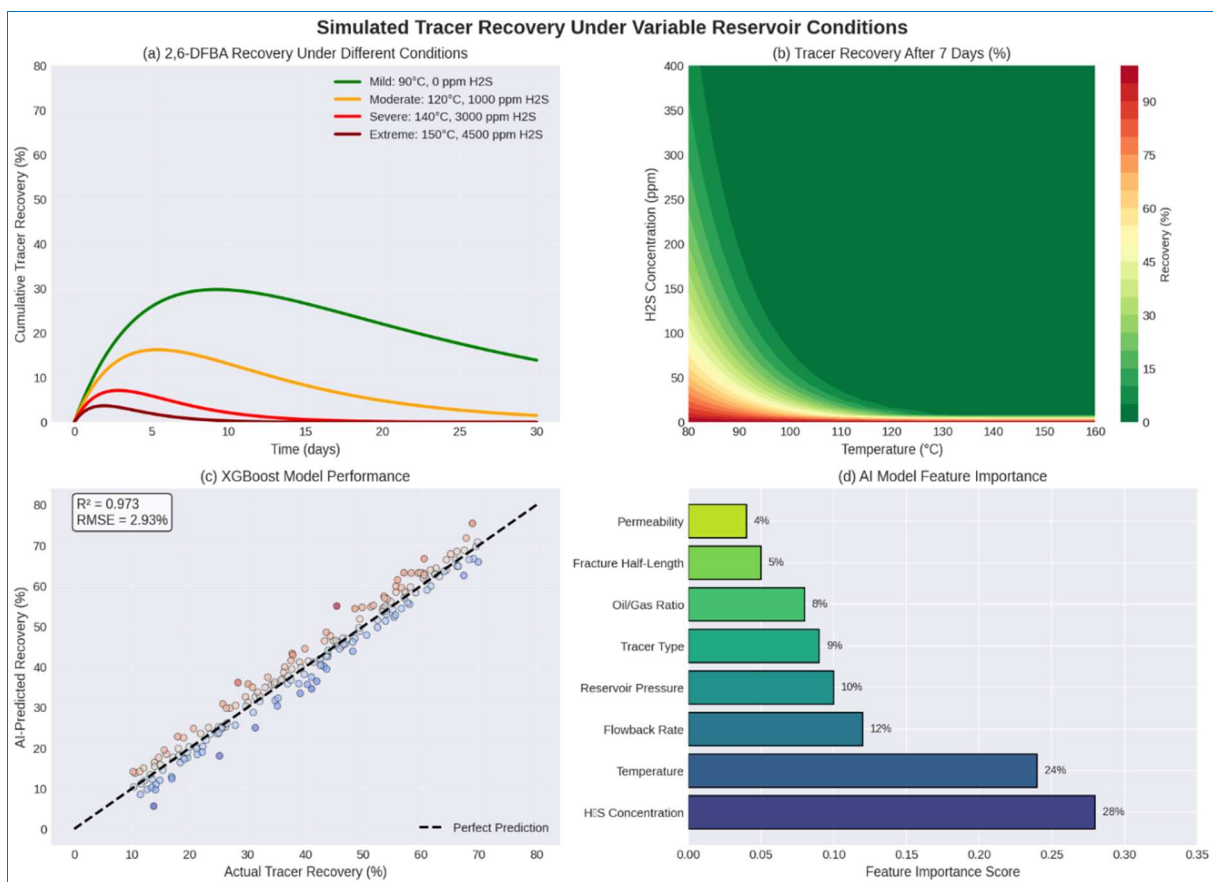 Simulated Tracer Recovery Under Variable Reservoir Conditions
(a) 2,6-DFBA Recovery Under Different Conditions
Cumulative Tracer Recovery (%)
80
70
60
50
40
30
20
10
0
Mild: 90°C, 0 ppm H2S
Moderate: 120°C, 1000 ppm H2S
Severe: 140°C, 3000 ppm H2S
Extreme: 150°C, 4500 ppm H2S
0 5 10 15 20 25 30
Time (days)
(b) Tracer Recovery After 7 Days (%)
H2S Concentration (ppm)
400
350
300
250
200
150
100
50
0
80 90 100 110 120 130 140 150 160
Temperature (°C)
90
75
60
45
30
15
0
Recovery (%)
(c) XGBoost Model Performance
AI-Predicted Recovery (%)
80
70
60
50
40
30
20
10
0
R² = 0.973
RMSE = 2.93%
Perfect Prediction
0 10 20 30 40 50 60 70 80
Actual Tracer Recovery (%)
(d) AI Model Feature Importance
Permeability 4%
Fracture Half-Length 5%
Oil/Gas Ratio 8%
Tracer Type 9%
Reservoir Pressure 10%
Flowback Rate 12%
Temperature 24%
H▯S Concentration 28%
0.00 0.05 0.10 0.15 0.20 0.25 0.30 0.35
Feature Importance Score